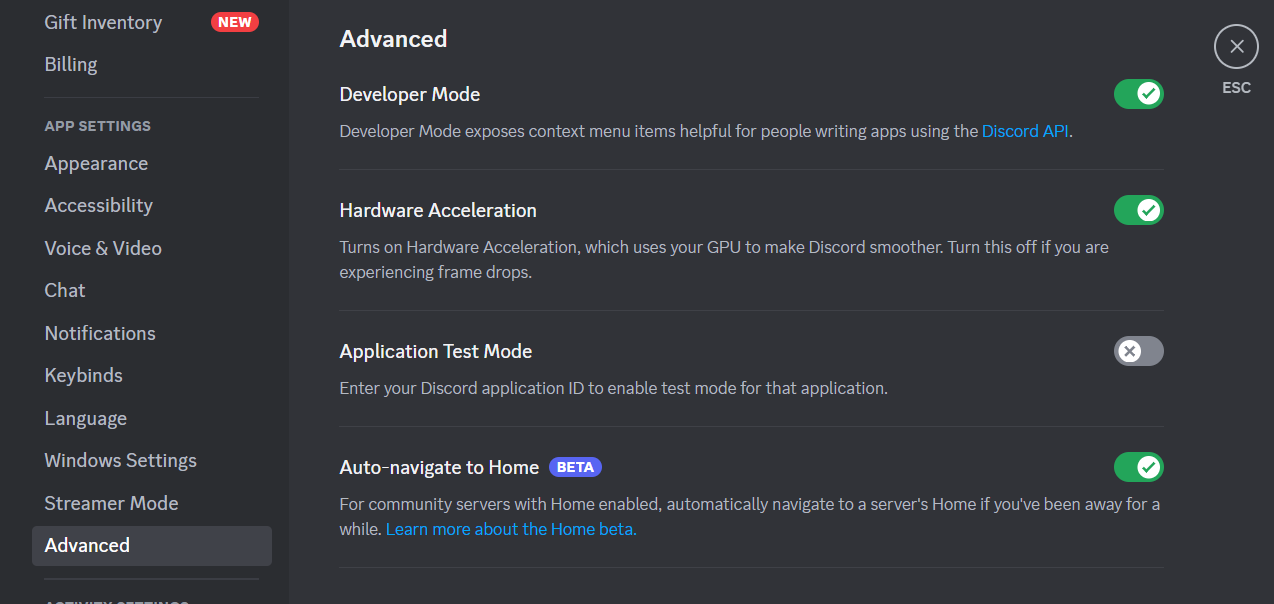 Gift Inventory NEW
Billing
APP SETTINGS
Appearance
Accessibility
Voice & Video
Chat
Notifications
Keybinds
Language
Windows Settings
Streamer Mode
Advanced
ACTIVITY SETTINGS
Advanced
Developer Mode
Developer Mode exposes context menu items helpful for people writing apps using the Discord API.
Hardware Acceleration
Turns on Hardware Acceleration, which uses your GPU to make Discord smoother. Turn this off if you are
experiencing frame drops.
Application Test Mode
Enter your Discord application ID to enable test mode for that application.
Auto-navigate to Home BETA
For community servers with Home enabled, automatically navigate to a server's Home if you've been away for a
while. Learn more about the Home beta.
ESC